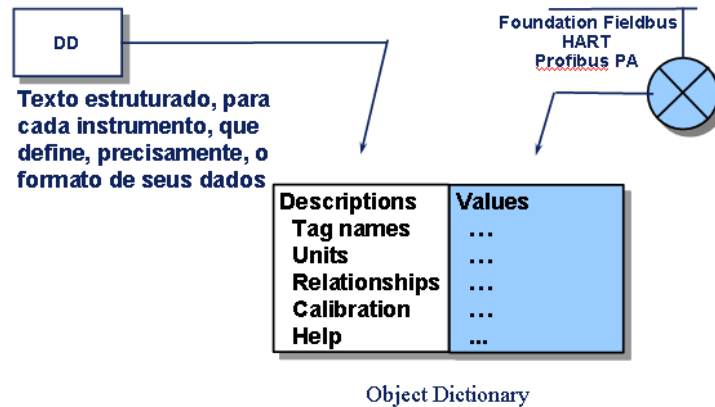 DD
Foundation Fieldbus
HART
Profibus PA
Texto estruturado, para
cada instrumento, que
define, precisamente, o
formato de seus dados
Descriptions Values
Tag names …
Units …
Relationships …
Calibration …
Help ...
Object Dictionary